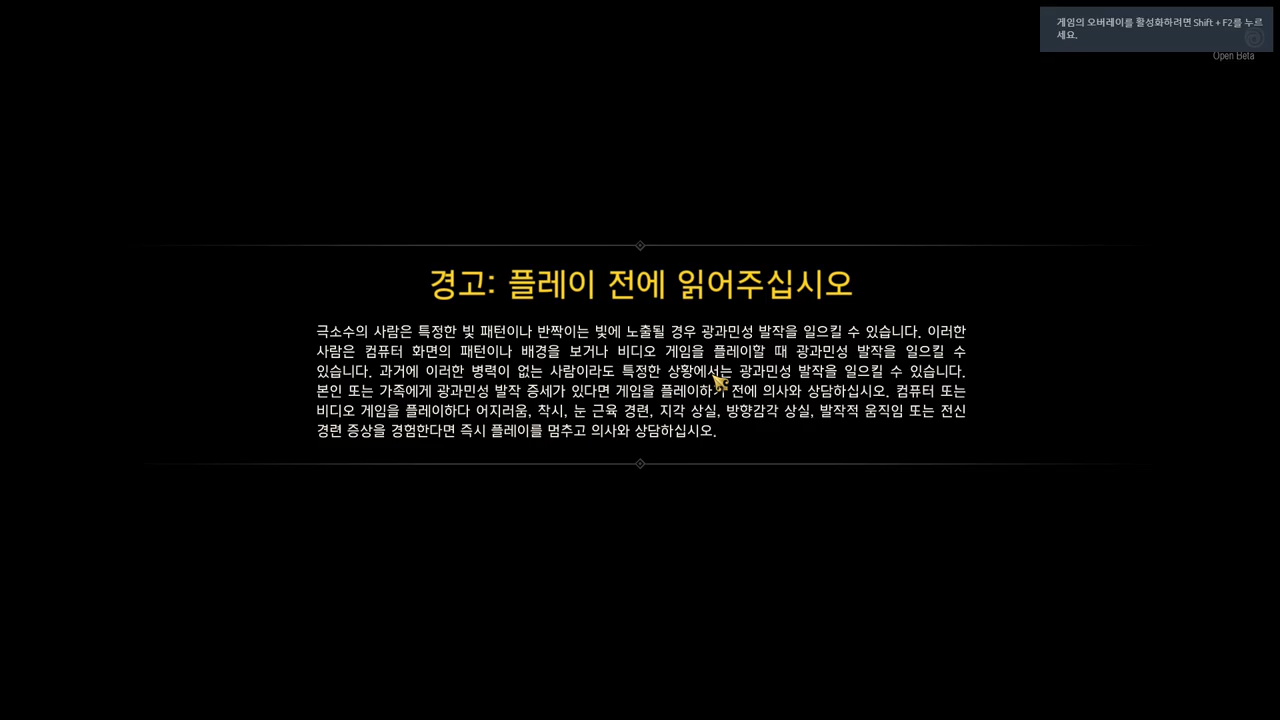 게임의 오버레이를 활성화하려면 Shift + F2를 누르
세요.
Open Beta
경고: 플레이 전에 읽어주십시오
극소수의 사람은 특정한 빛 패턴이나 반짝이는 빛에 노출될 경우 광과민성 발작을 일으킬 수 있습니다. 이러한
사람은 컴퓨터 화면의 패턴이나 배경을 보거나 비디오 게임을 플레이할 때 광과민성 발작을 일으킬 수
있습니다. 과거에 이러한 병력이 없는 사람이라도 특정한 상황에서는 광과민성 발작을 일으킬 수 있습니다.
본인 또는 가족에게 광과민성 발작 증세가 있다면 게임을 플레이하기 전에 의사와 상담하십시오. 컴퓨터 또는
비디오 게임을 플레이하다 어지러움, 착시, 눈 근육 경련, 지각 상실, 방향감각 상실, 발작적 움직임 또는 전신
경련 증상을 경험한다면 즉시 플레이를 멈추고 의사와 상담하십시오.